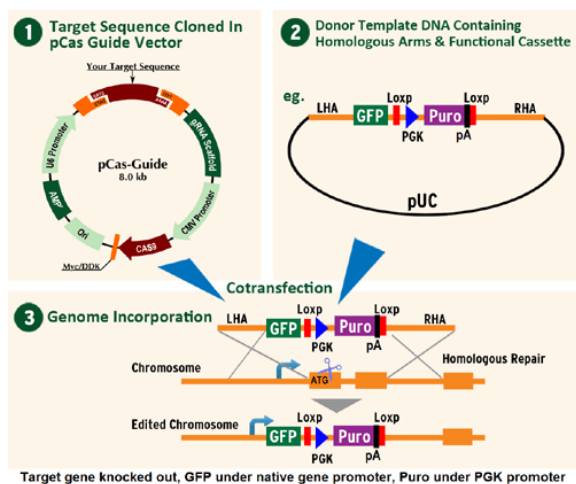 1 Target Sequence Cloned In
pCas Guide Vector
Your Target Sequence
U6 Promoter
gRNA Scaffold
pCas-Guide
8.0 kb
AMPr
CMV Promoter
Ori
CAS9
Myc/DDK
2 Donor Template DNA Containing
Homologous Arms & Functional Cassette
eg.
LHA
GFP
Loxp
PGK
Puro
pA
Loxp
RHA
pUC
Cotransfection
3 Genome Incorporation
LHA
GFP
Loxp
PGK
Puro
pA
Loxp
RHA
Homologous Repair
Chromosome
ATG
Edited Chromosome
GFP
Loxp
PGK
Puro
pA
Loxp
Target gene knocked out, GFP under native gene promoter, Puro under PGK promoter